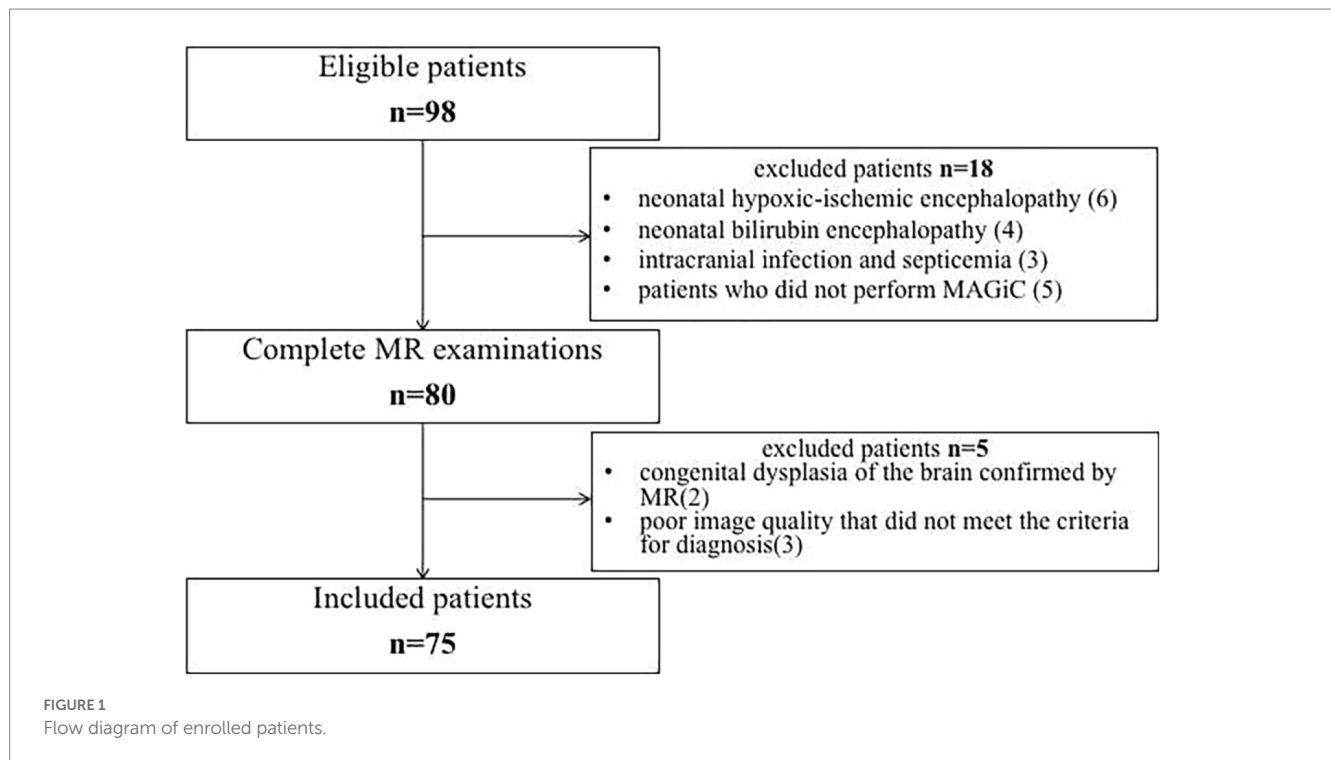 Eligible patients
n=98
excluded patients n=18
• neonatal hypoxic-ischemic encephalopathy (6)
• neonatal bilirubin encephalopathy (4)
• intracranial infection and septicemia (3)
• patients who did not perform MAGiC (5)
Complete MR examinations
n=80
excluded patients n=5
• congenital dysplasia of the brain confirmed by
MR(2)
• poor image quality that did not meet the criteria
for diagnosis(3)
Included patients
n=75
FIGURE 1
Flow diagram of enrolled patients.